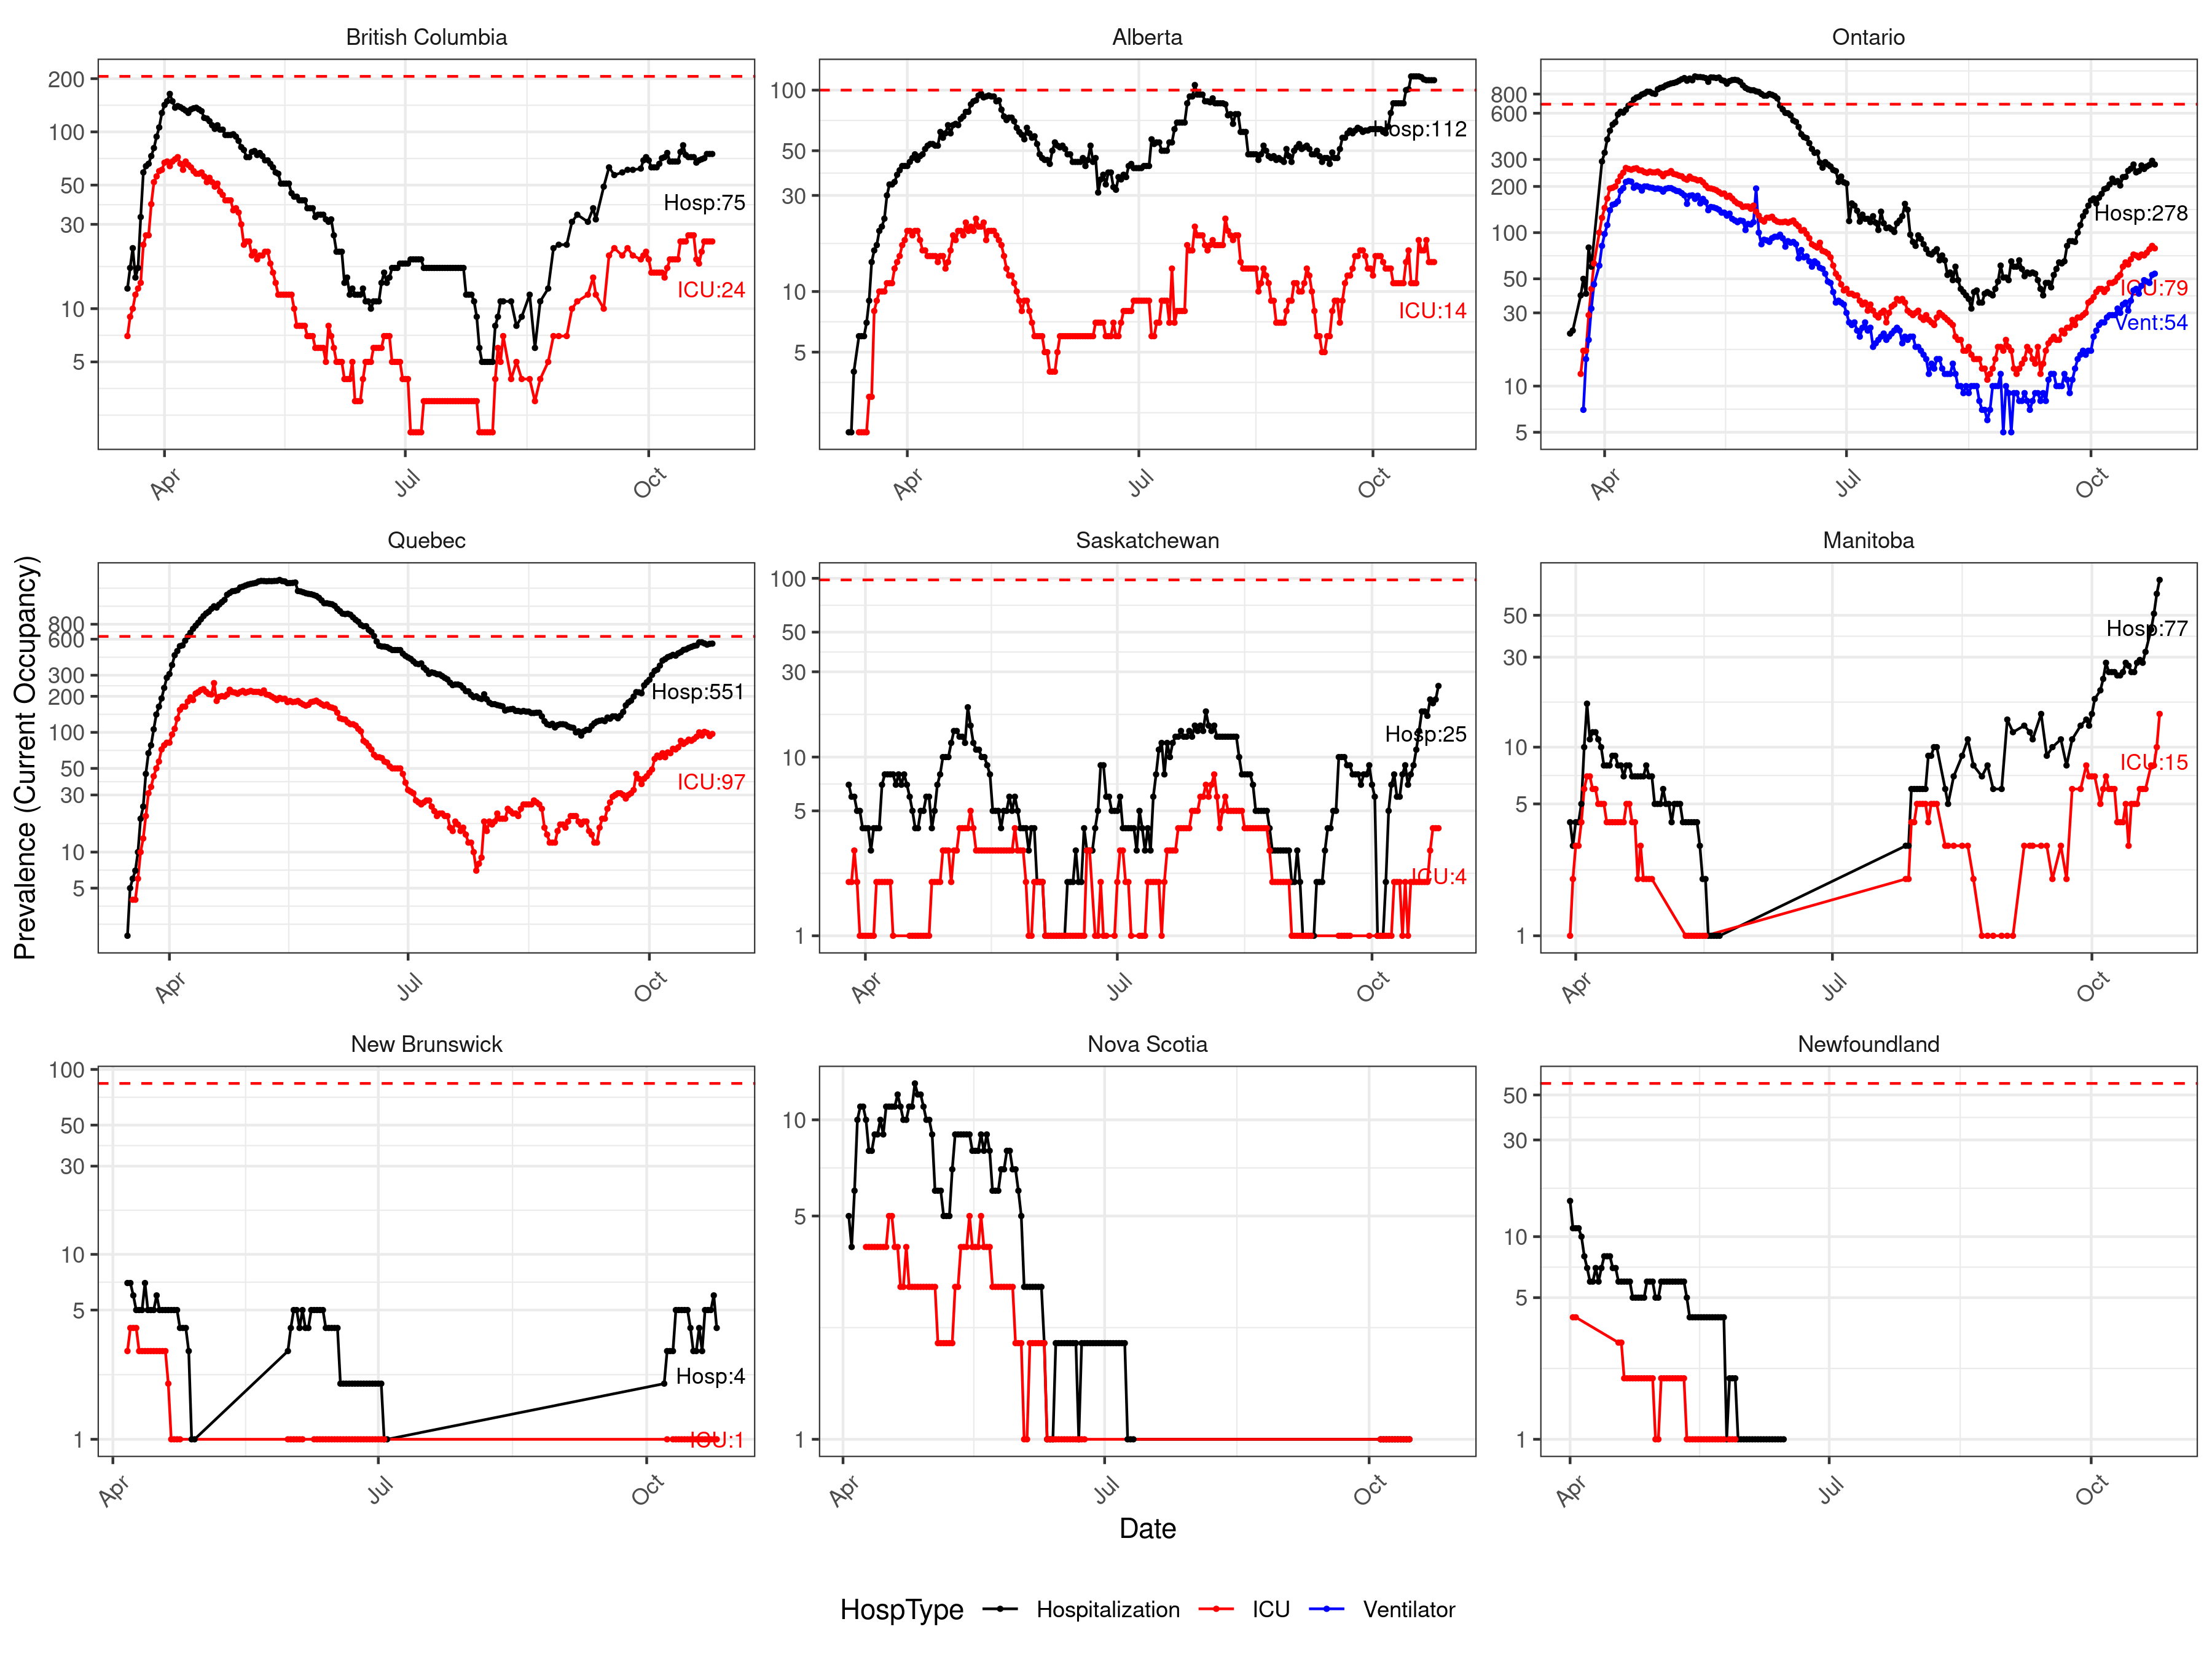 British Columbia
Alberta
Ontario
200
100
50
30
10
5
Hosp:75
ICU:24
Apr
Jul
Oct
100
50
30
10
5
Hosp:112
ICU:14
Apr
Jul
Oct
800
600
300
200
100
50
30
10
5
Hosp:278
ICU:79
Vent:54
Apr
Jul
Oct
Prevalence (Current Occupancy)
Quebec
Saskatchewan
Manitoba
800
600
300
200
100
50
30
10
5
Hosp:551
ICU:97
Apr
Jul
Oct
100
50
30
10
5
1
Hosp:25
ICU:4
Apr
Jul
Oct
50
30
10
5
1
Hosp:77
ICU:15
Apr
Jul
Oct
New Brunswick
Nova Scotia
Newfoundland
100
50
30
10
5
1
Hosp:4
ICU:1
Apr
Jul
Oct
10
5
1
Apr
Jul
Oct
50
30
10
5
1
Apr
Jul
Oct
Date
HospType Hospitalization ICU Ventilator